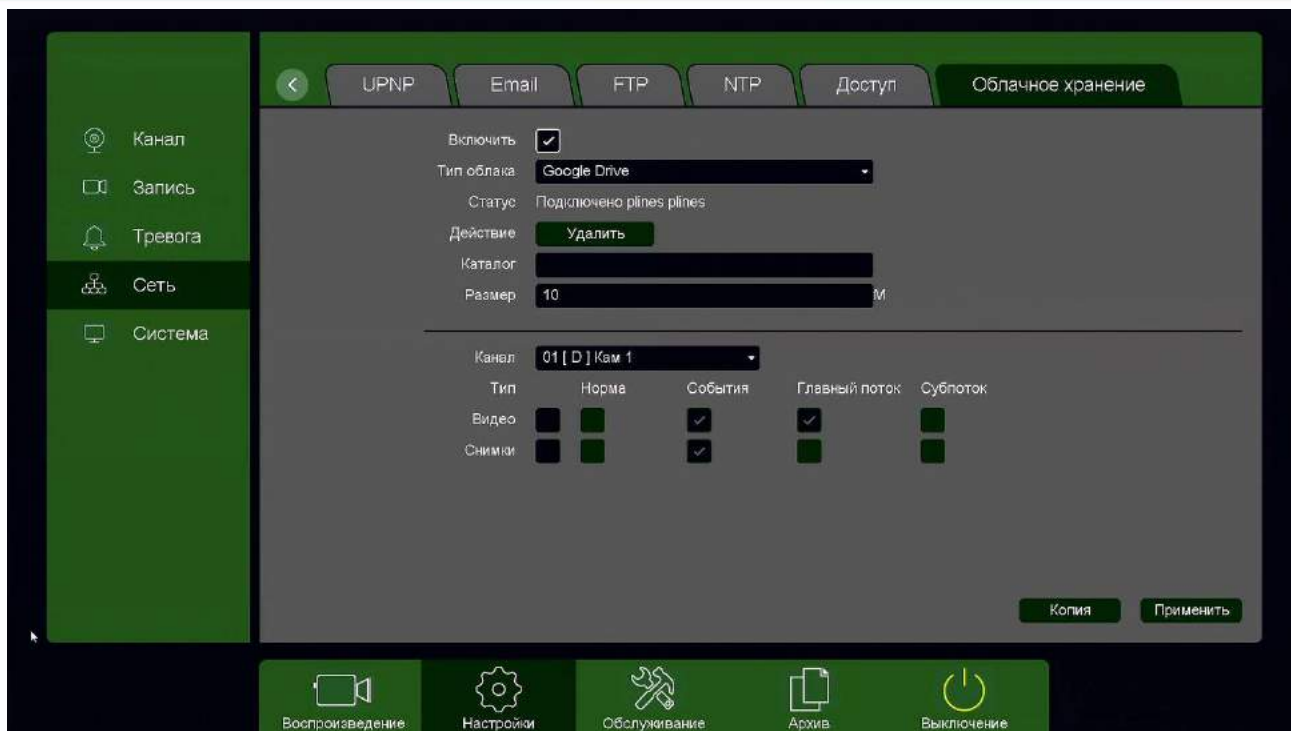 UPNP Email FTP NTP Доступ Облачное хранение
Канал
Запись
Тревога
Сеть
Система
Включить
Тип облака Google Drive
Статус Подключено plines plines
Действие Удалить
Каталог
Размер 10 M
Канал 01 [ D ] Кам 1
Тип Норма События Главный поток Субпоток
Видео
Снимки
Копия Применить
Воспроизведение Настройки Обслуживание Архив Выключение